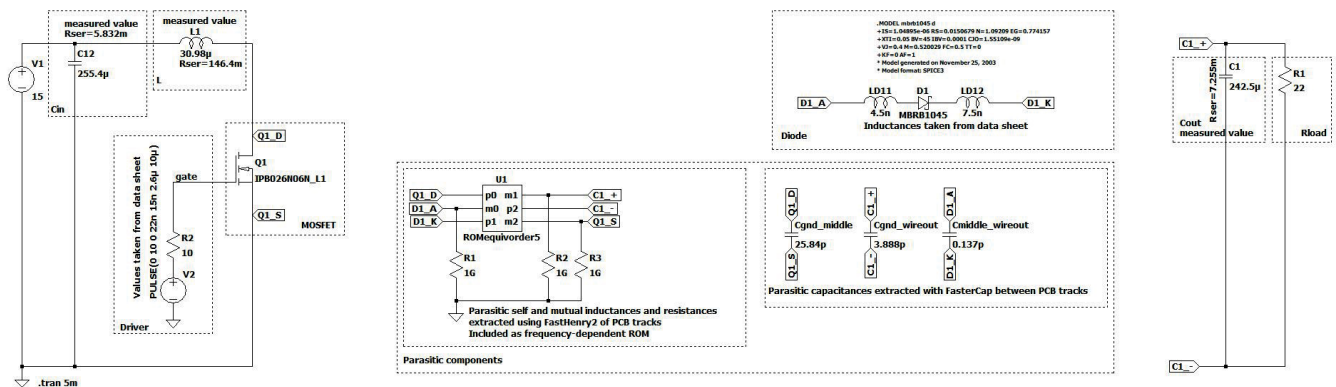 measured value
Rser=5.832m
C12
255.4µ
Cin
V1
15
measured value
L1
30.98µ
Rser=146.4m
L
Q1_D
Q1
IPB026N06N_L1
Q1_S
MOSFET
gate
R2
10
V2
Values taken from data sheet
PULSE(0 10 0 22n 15n 2.6µ 10µ)
Driver
.tran 5m
.MODEL mbrb1045 d
+IS=1.04895e-06 RS=0.0150679 N=1.09209 EG=0.774157
+XTI=0.05 BV=45 IBV=0.0001 CJO=1.55109e-09
+VJ=0.4 M=0.520029 FC=0.5 TT=0
+KF=0 AF=1
* Model generated on November 25, 2003
* Model format: SPICE3
D1_A
LD11
4.5n
D1
MBRB1045
LD12
7.5n
D1_K
Inductances taken from data sheet
Diode
U1
Q1_D
D1_A
D1_K
p0 m1
m0 p2
p1 m2
C1_+
C1_-
Q1_S
ROMequivorder5
R1
1G
R2
1G
R3
1G
Parasitic self and mutual inductances and resistances
extracted using FastHenry2 of PCB tracks
Included as frequency-dependent ROM
Parasitic components
Q1_D
Cgnd_middle
25.84p
Q1_S
C1_+
Cgnd_wireout
3.888p
C1_-
D1_A
Cmiddle_wireout
0.137p
D1_K
Parasitic capacitances extracted with FasterCap between PCB tracks
C1_+
Rser=7.255m
C1
242.5µ
Cout
measured value
R1
22
Rload
C1_-